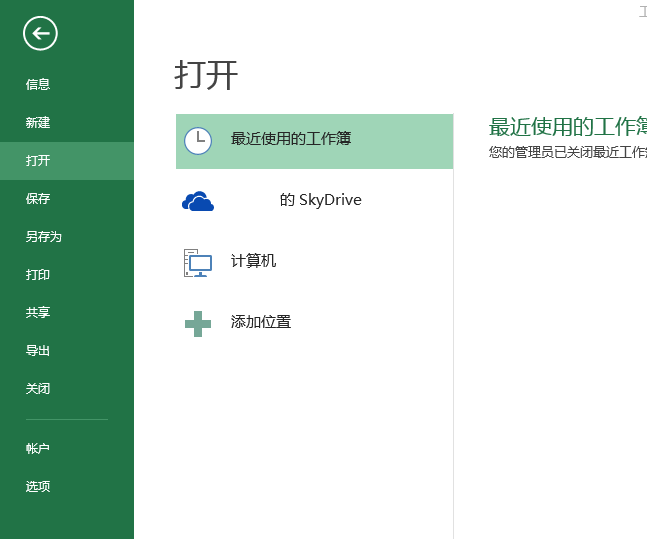 信息
新建
打开
保存
另存为
打印
共享
导出
关闭
帐户
选项
打开
最近使用的工作簿
的 SkyDrive
计算机
添加位置
最近使用的工作
您的管理员已关闭最近工作